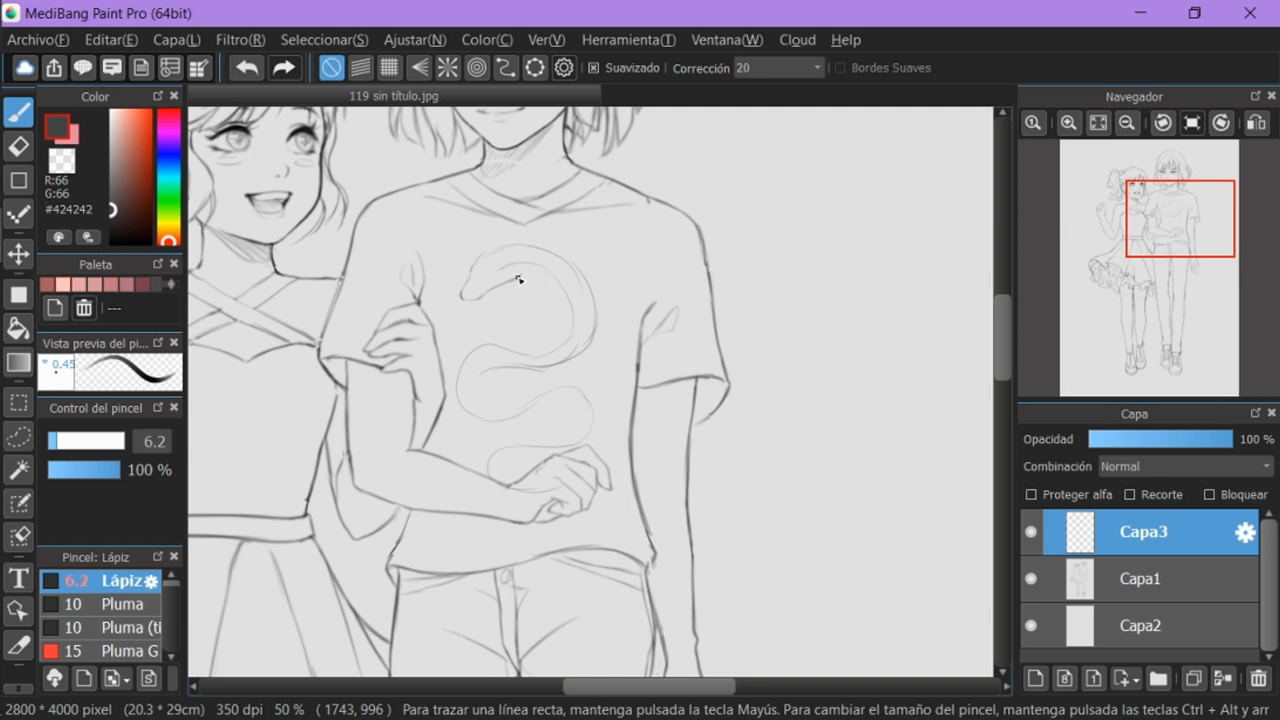 MediBang Paint Pro (64bit)
Archivo(F) Editar(E) Capa(L) Filtro(R) Seleccionar(S) Ajustar(N) Color(C) Ver(V) Herramienta(T) Ventana(W) Cloud Help
Suavizado Corrección 20 Bordes Suaves
Color
119 sin título.jpg
Navegador
R:66
G:66
#424242
Paleta
---
Vista previa del pi...
* 0.45
Control del pincel
6.2
100 %
Pincel: Lápiz
6.2 Lápiz
10 Pluma
10 Pluma (ti
15 Pluma G
Capa
Opacidad 100 %
Combinación Normal
Proteger alfa Recorte Bloquear
Capa3
Capa1
Capa2
2800 * 4000 pixel (20.3 * 29cm) 350 dpi 50 % ( 1743, 996 ) Para trazar una línea recta, mantenga pulsada la tecla Mayús. Para cambiar el tamaño del pincel, mantenga pulsada las teclas Ctrl + Alt y arr